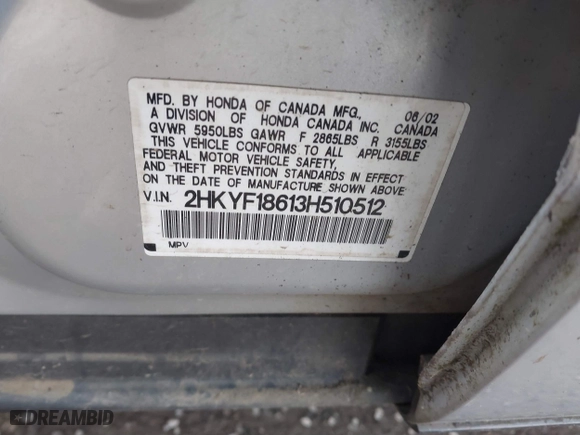 MFD. BY HONDA OF CANADA MFG., 08/02
A DIVISION OF HONDA CANADA INC. CANADA
GVWR 5950LBS GAWR F 2865LBS R 3155LBS
THIS VEHICLE CONFORMS TO ALL APPLICABLE
FEDERAL MOTOR VEHICLE SAFETY,
AND THEFT PREVENTION STANDARDS IN EFFECT
ON THE DATE OF MANUFACTURE SHOWN ABOVE.
V.I.N. 2HKYF18613H510512
MPV
DREAMBID